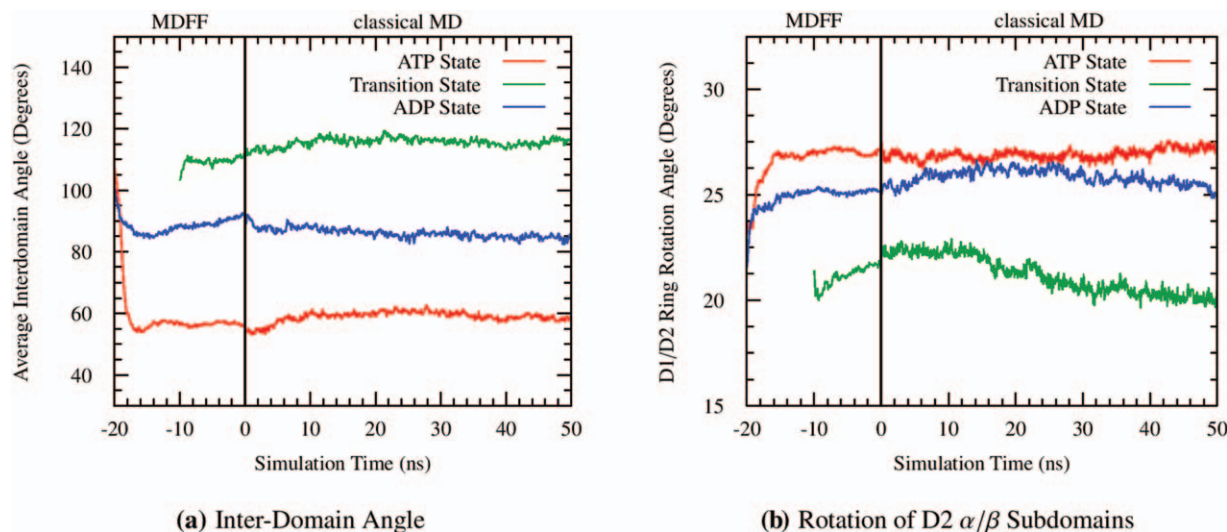 MDFF classical MD
ATP State
Transition State
ADP State
Average Interdomain Angle (Degrees)
140
120
100
80
60
40
-20 -10 0 10 20 30 40 50
Simulation Time (ns)
(a) Inter-Domain Angle
MDFF classical MD
ATP State
Transition State
ADP State
D1/D2 Ring Rotation Angle (Degrees)
30
25
20
15
-20 -10 0 10 20 30 40 50
Simulation Time (ns)
(b) Rotation of D2 α/β Subdomains